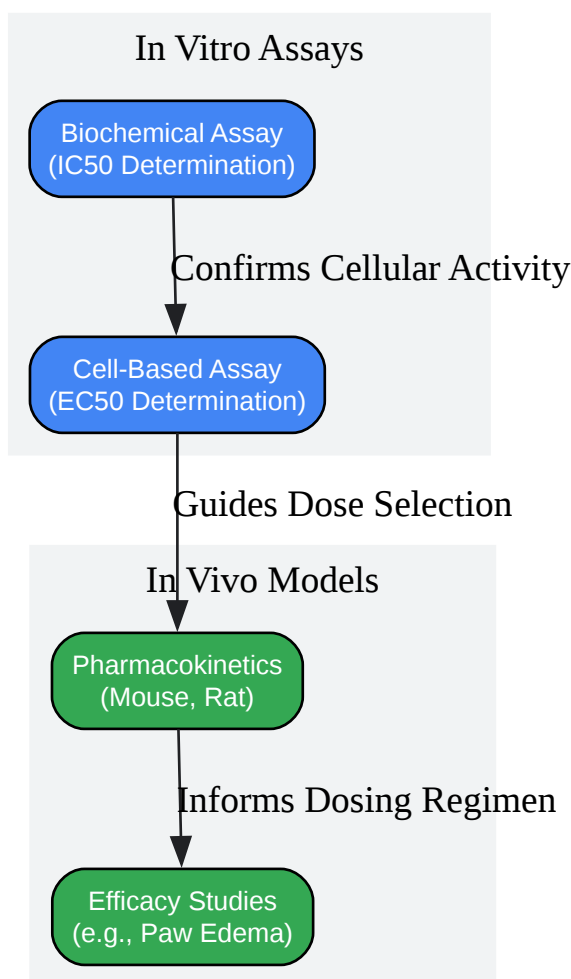 In Vitro Assays
Biochemical Assay
(IC50 Determination)
Confirms Cellular Activity
Cell-Based Assay
(EC50 Determination)
Guides Dose Selection
In Vivo Models
Pharmacokinetics
(Mouse, Rat)
Informs Dosing Regimen
Efficacy Studies
(e.g., Paw Edema)